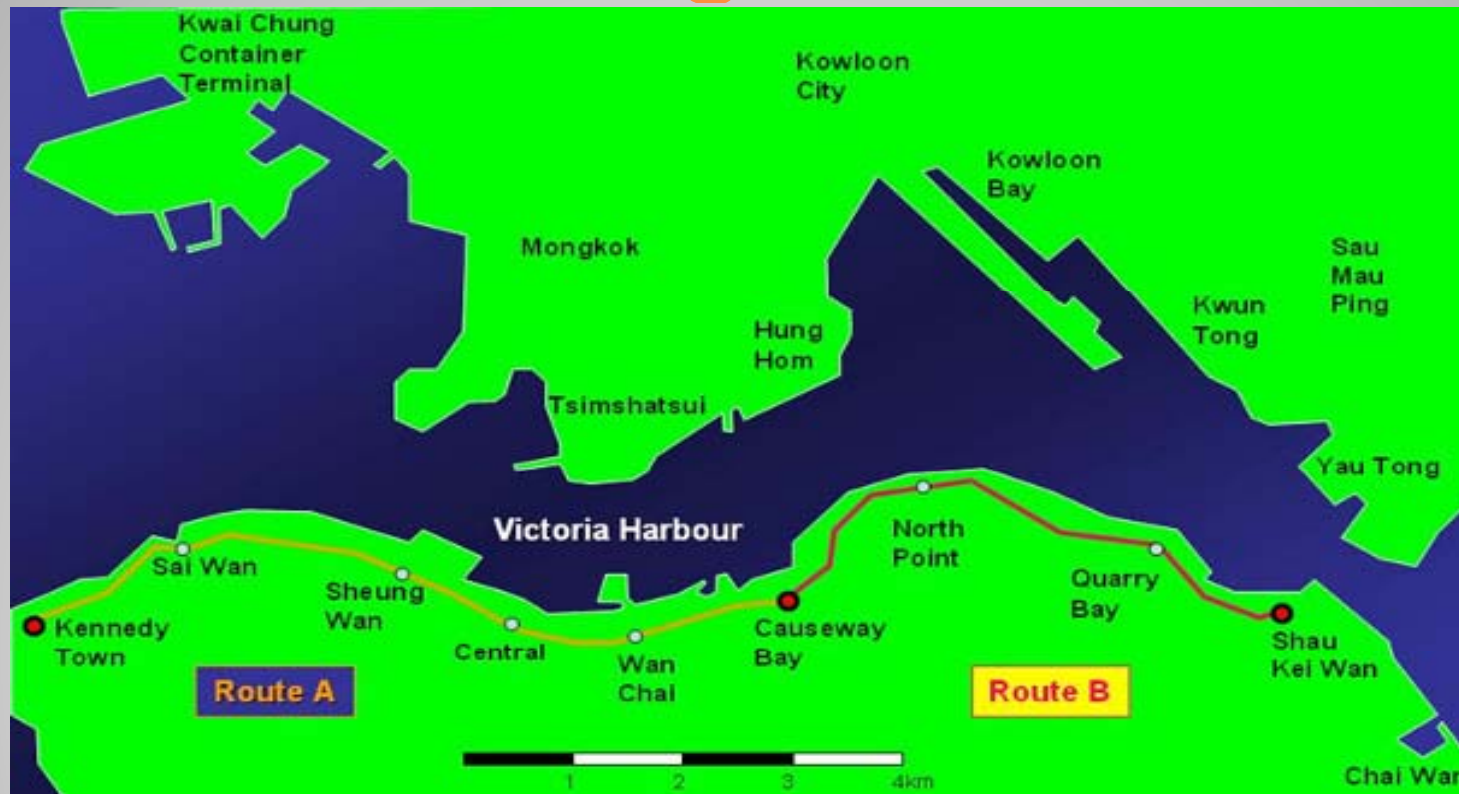 Kwai Chung
Container
Terminal
Kowloon
City
Kowloon
Bay
Mongkok
Sau
Mau
Ping
Kwun
Tong
Hung
Hom
Tsimshatsui
Yau Tong
Victoria Harbour
North
Point
Sai Wan
Sheung
Wan
Quarry
Bay
Kennedy
Town
Central
Causeway
Bay
Wan
Chai
Shau
Kei Wan
Route A
Route B
1
2
3
4km
Chai Wan